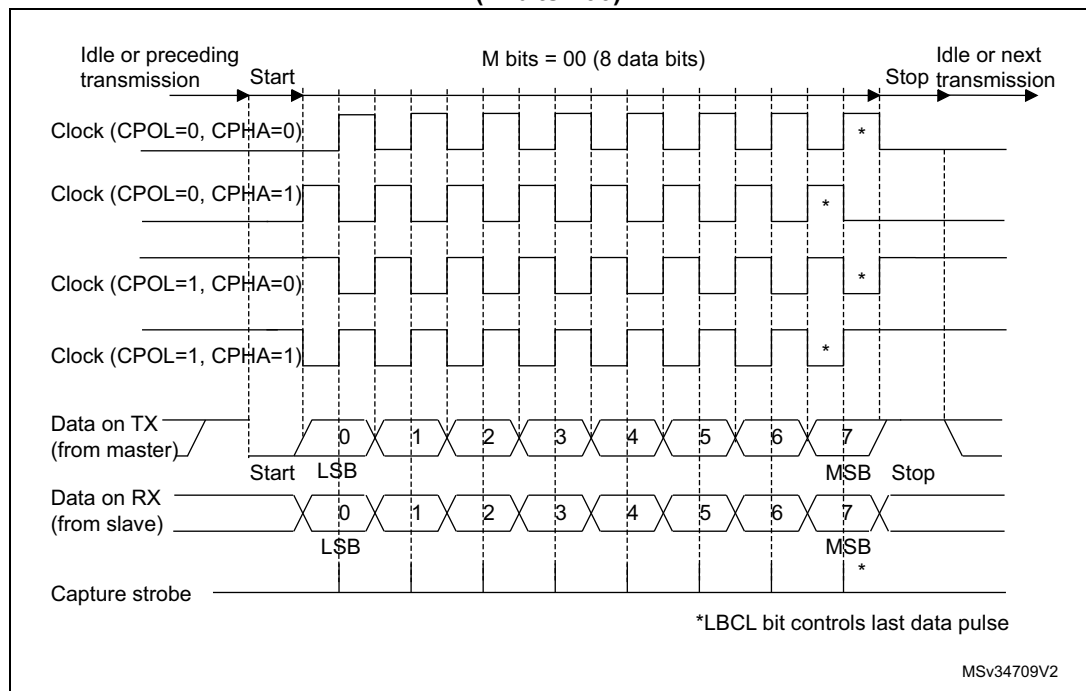 Idle or preceding
transmission
Start
M bits = 00 (8 data bits)
Stop
Idle or next
transmission
Clock (CPOL=0, CPHA=0)
*
Clock (CPOL=0, CPHA=1)
*
Clock (CPOL=1, CPHA=0)
*
Clock (CPOL=1, CPHA=1)
*
Data on TX
(from master)
0 1 2 3 4 5 6 7
Start LSB MSB Stop
Data on RX
(from slave)
0 1 2 3 4 5 6 7
LSB MSB
*
Capture strobe
*LBCL bit controls last data pulse
MSv34709V2